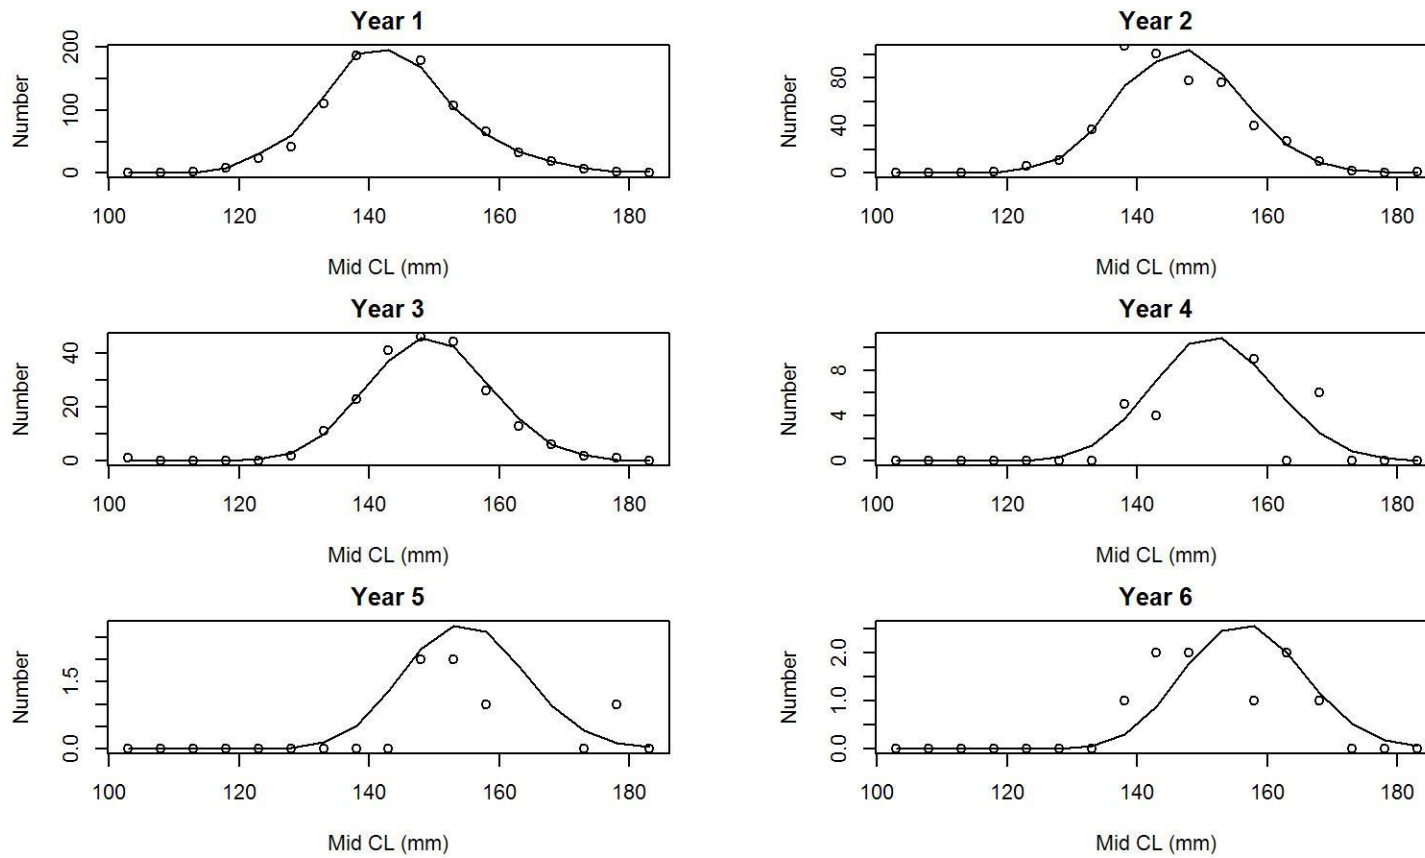 Year 1
Number
0 100 200
100 120 140 160 180
Mid CL (mm)
Year 2
Number
0 40 80
100 120 140 160 180
Mid CL (mm)
Year 3
Number
0 20 40
100 120 140 160 180
Mid CL (mm)
Year 4
Number
0 4 8
100 120 140 160 180
Mid CL (mm)
Year 5
Number
0.0 1.5
100 120 140 160 180
Mid CL (mm)
Year 6
Number
0.0 1.0 2.0
100 120 140 160 180
Mid CL (mm)